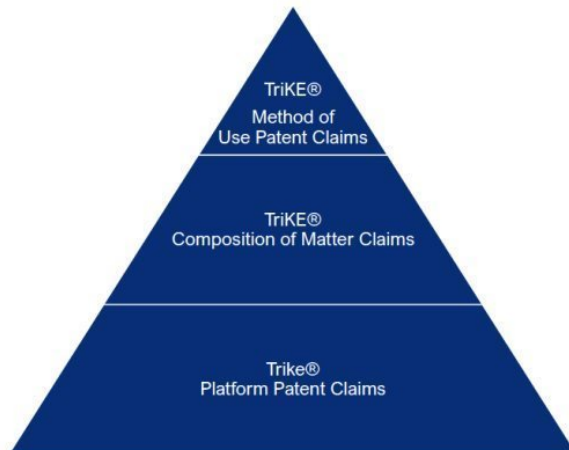 TriKE®
Method of
Use Patent Claims
TriKE®
Composition of Matter Claims
Trike®
Platform Patent Claims